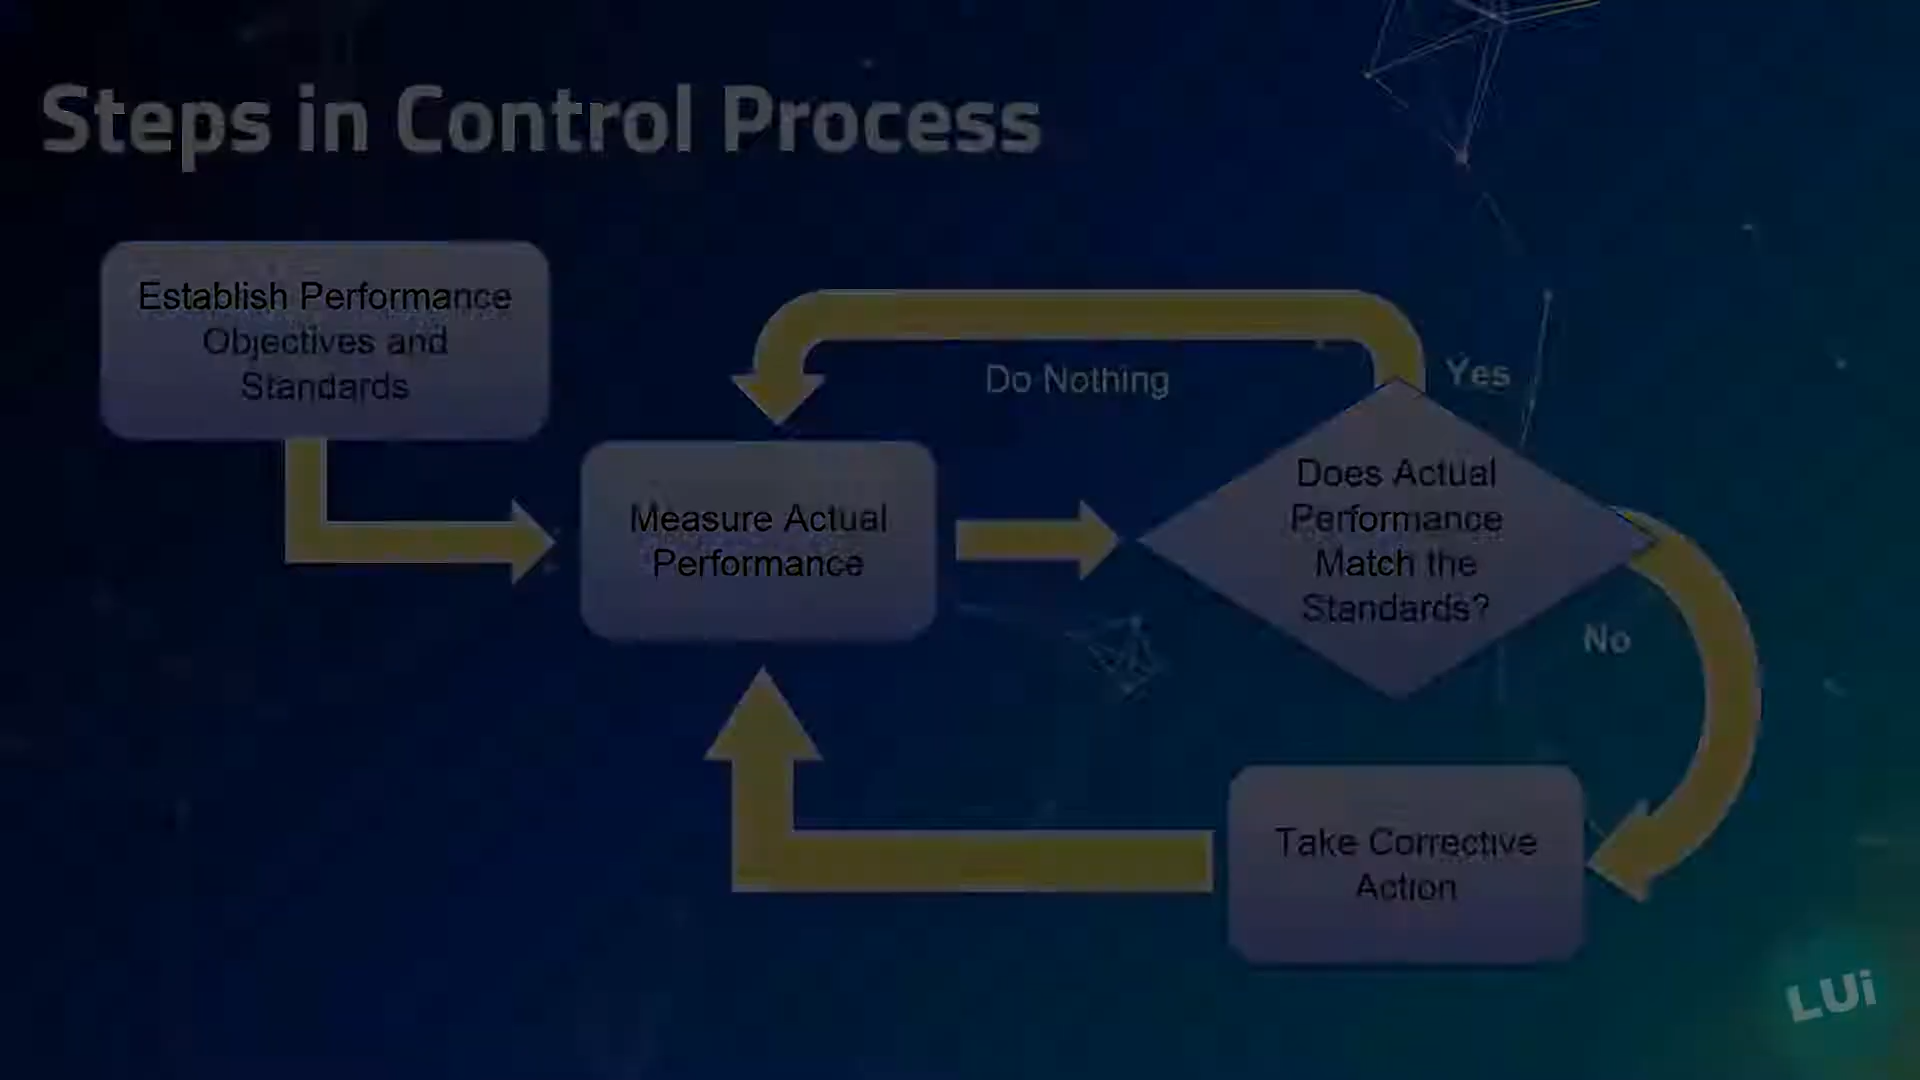 Steps in Control Process
Establish Performance
Objectives and
Standards
Do Nothing
Yes
Measure Actual
Performance
Does Actual
Performance
Match the
Standards?
No
Take Corrective
Action
LUi